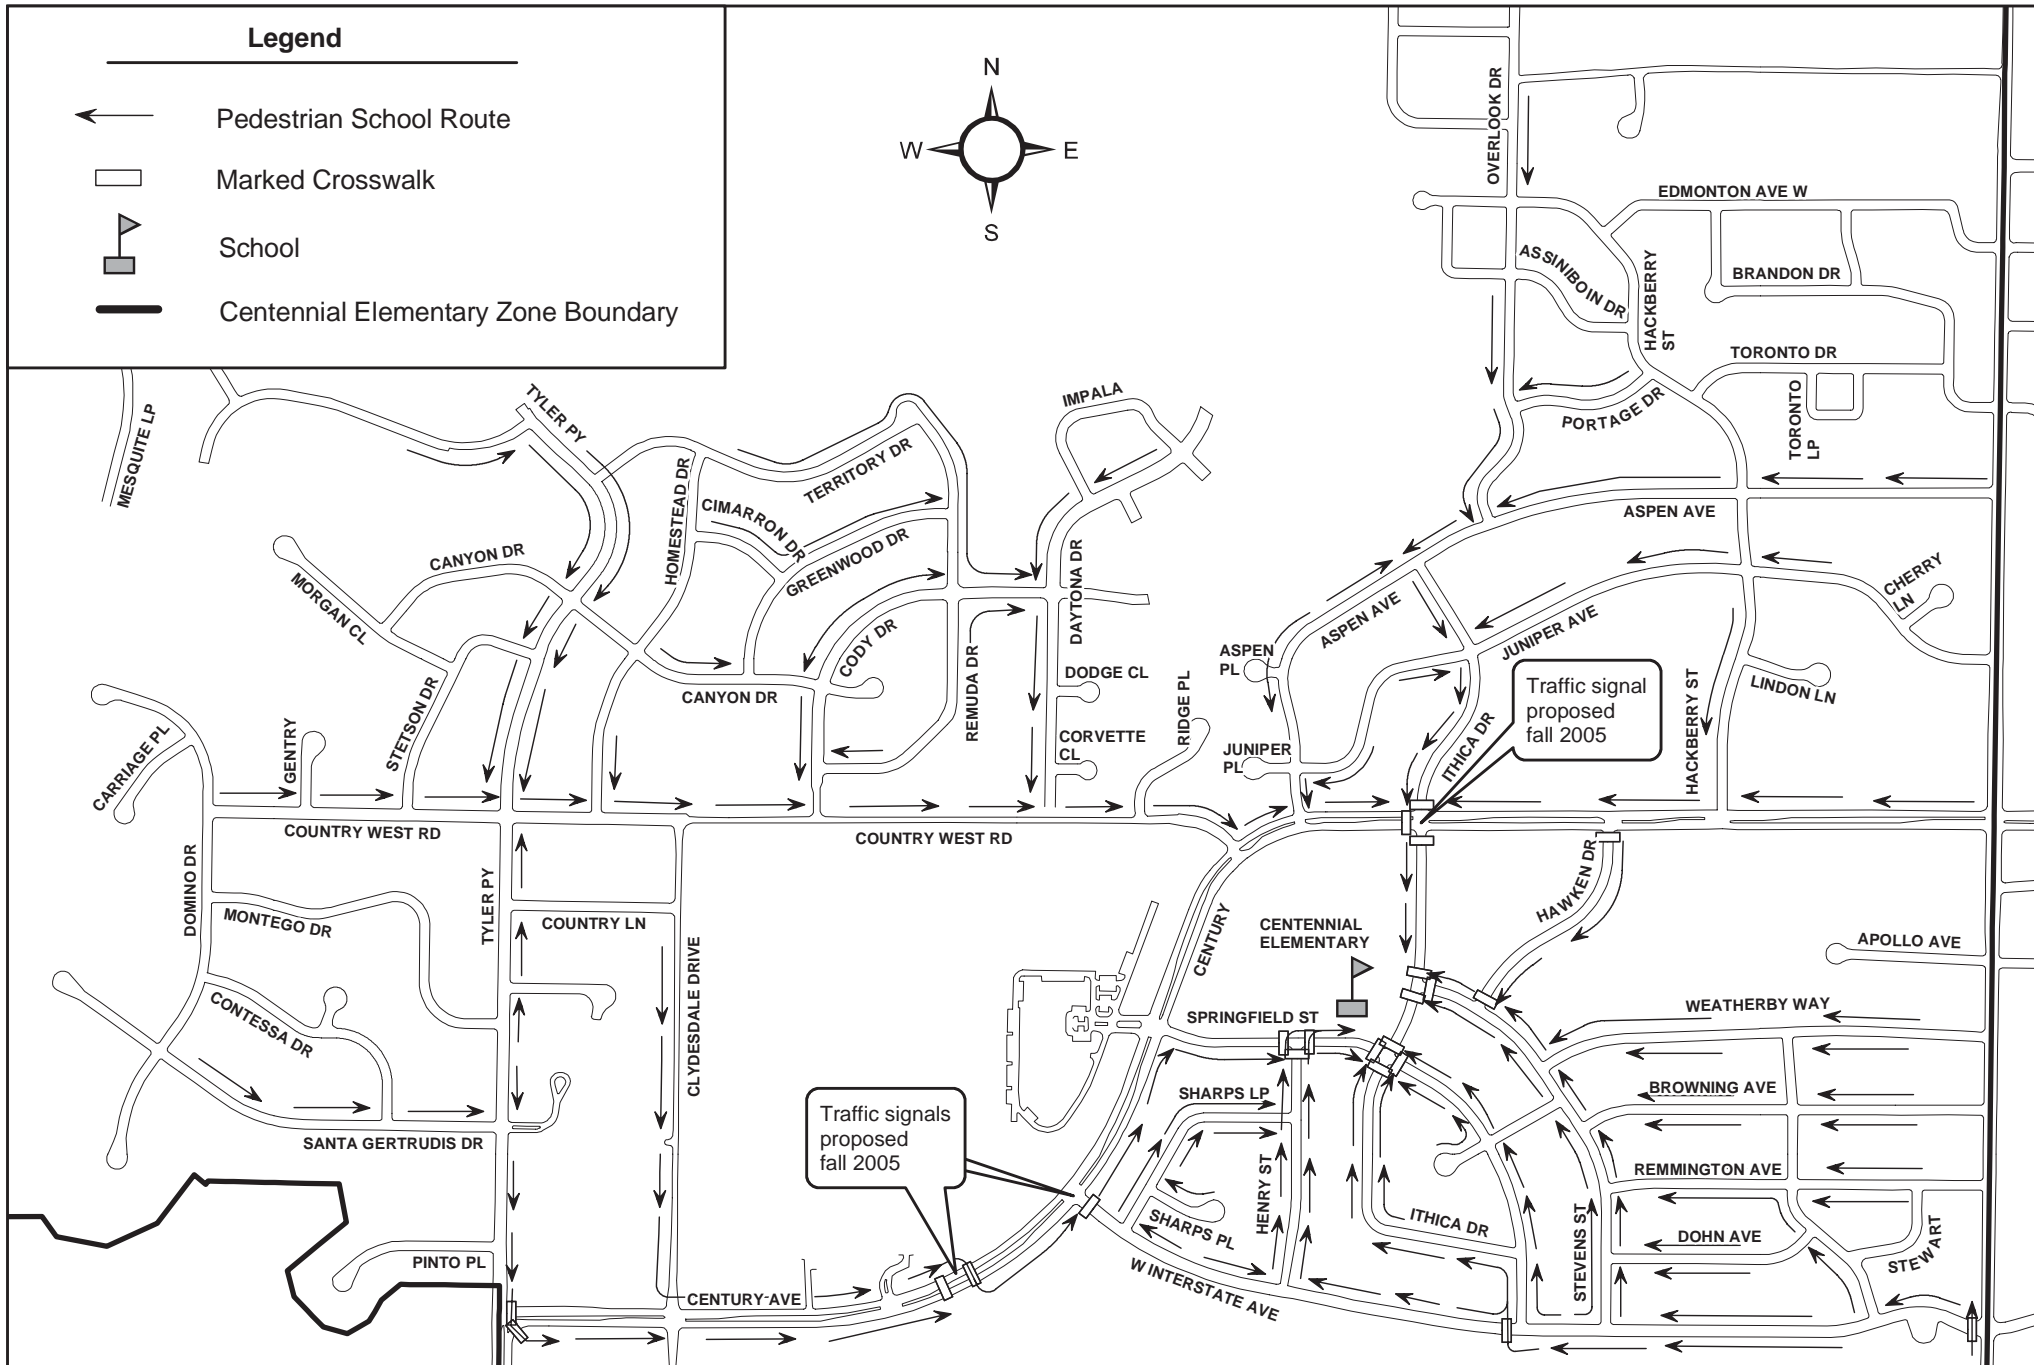 Legend
Pedestrian School Route
Marked Crosswalk
School
Centennial Elementary Zone Boundary
N
W
E
S
OVERLOOK DR
EDMONTON AVE W
ASSINIBOIN DR
HACKBERRY
ST
BRANDON DR
TORONTO DR
TORONTO
LP
PORTAGE DR
MESQUITE LP
TYLER PY
IMPALA
TERRITORY DR
HOMESTEAD DR
CIMARRON DR
GREENWOOD DR
CANYON DR
MORGAN CL
DAYTONA DR
CODY DR
REMUDA DR
CANYON DR
DODGE CL
CORVETTE
CL
RIDGE PL
ASPEN AVE
ASPEN AVE
ASPEN
PL
JUNIPER AVE
JUNIPER
PL
CHERRY
LN
LINDON LN
HACKBERRY ST
ITHICA DR
Traffic signal
proposed
fall 2005
STETSON DR
GENTRY
CARRIAGE PL
COUNTRY WEST RD
COUNTRY WEST RD
DOMINO DR
MONTEGO DR
TYLER PY
COUNTRY LN
CLYDESDALE DRIVE
CENTURY
CENTENNIAL
ELEMENTARY
HAWKEN DR
APOLLO AVE
WEATHERBY WAY
CONTESSA DR
SPRINGFIELD ST
SHARPS LP
BROWNING AVE
SANTA GERTRUDIS DR
Traffic signals
proposed
fall 2005
HENRY ST
REMMINGTON AVE
SHARPS PL
ITHICA DR
STEVENS ST
DOHN AVE
STEWART
PINTO PL
W INTERSTATE AVE
CENTURY AVE